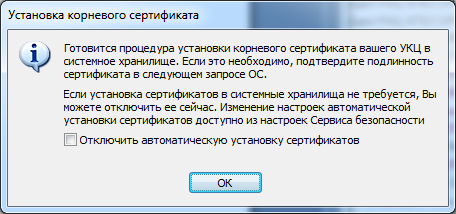 Установка корневого сертификата
Готовится процедура установки корневого сертификата вашего УКЦ в
системное хранилище. Если это необходимо, подтвердите подлинность
сертификата в следующем запросе ОС.
Если установка сертификатов в системные хранилища не требуется, Вы
можете отключить ее сейчас. Изменение настроек автоматической
установки сертификатов доступно из настроек Сервиса безопасности
Отключить автоматическую установку сертификатов
OK